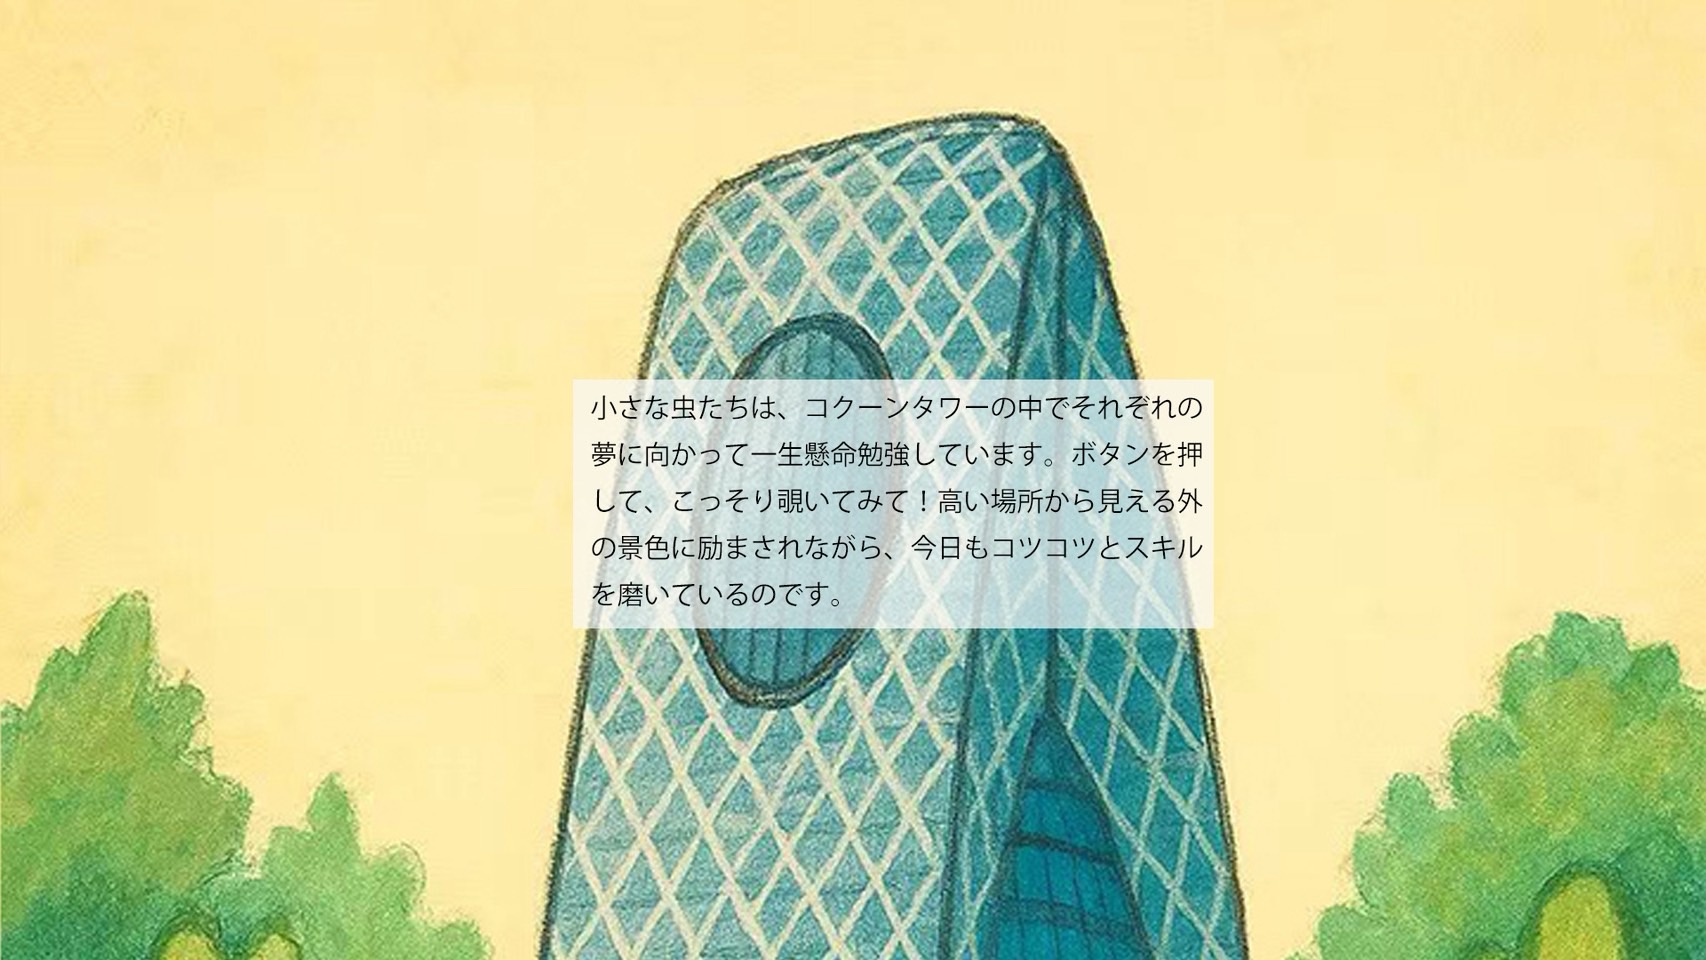 小さな虫たちは、コクーンタワーの中でそれぞれの
夢に向かって一生懸命勉強しています。ボタンを押
して、こっそり覗いてみて！高い場所から見える外
の景色に励まされながら、今日もコツコツとスキル
を磨いているのです。